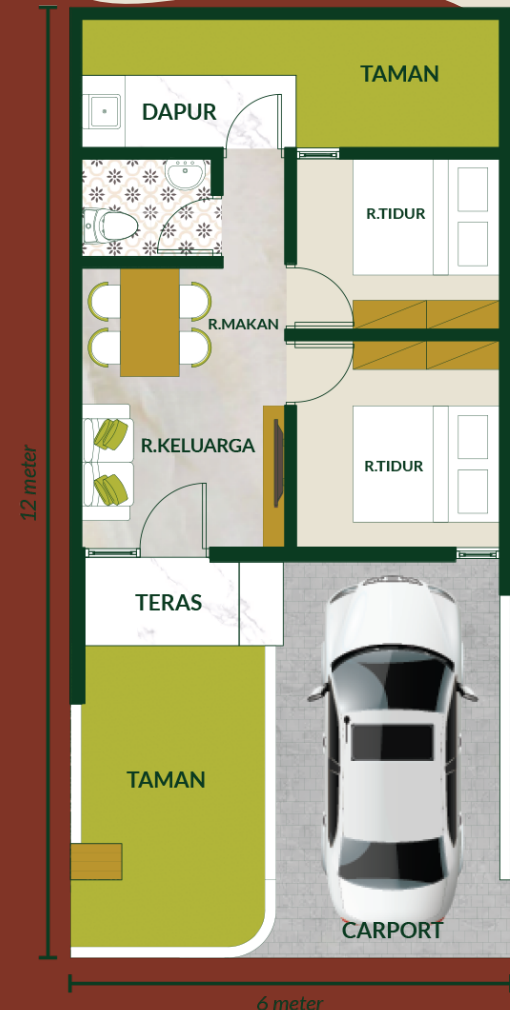 TAMAN
DAPUR
R.TIDUR
R.MAKAN
R.KELUARGA
R.TIDUR
12 meter
TERAS
TAMAN
CARPORT
6 meter